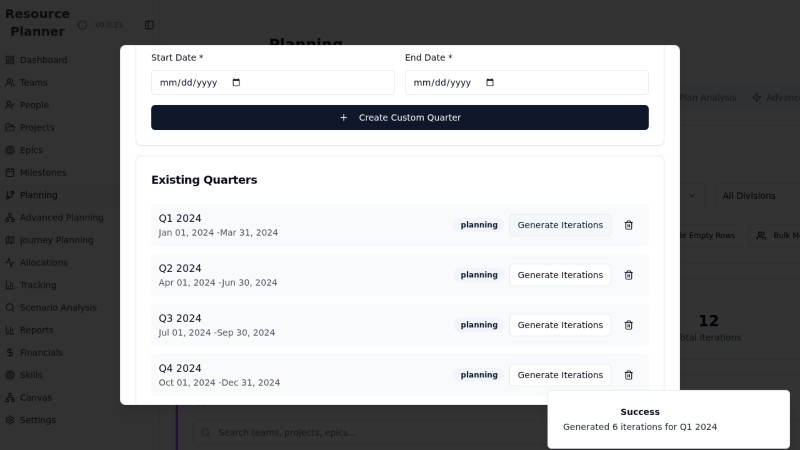 Resource
Planner
v0.0.21
Dashboard
Teams
People
Projects
Epics
Milestones
Planning
Advanced Planning
Journey Planning
Allocations
Tracking
Scenario Analysis
Reports
Financials
Skills
Canvas
Settings
Planning
Plan Analysis
All Divisions
Empty Rows
Bulk
12
iterations
Search teams, projects, epics...
Start Date *
End Date *
mm/dd/yyyy
mm/dd/yyyy
Create Custom Quarter
Existing Quarters
Q1 2024
Jan 01, 2024 -Mar 31, 2024
planning
Generate Iterations
Q2 2024
Apr 01, 2024 -Jun 30, 2024
planning
Generate Iterations
Q3 2024
Jul 01, 2024 -Sep 30, 2024
planning
Generate Iterations
Q4 2024
Oct 01, 2024 -Dec 31, 2024
planning
Generate Iterations
Success
Generated 6 iterations for Q1 2024